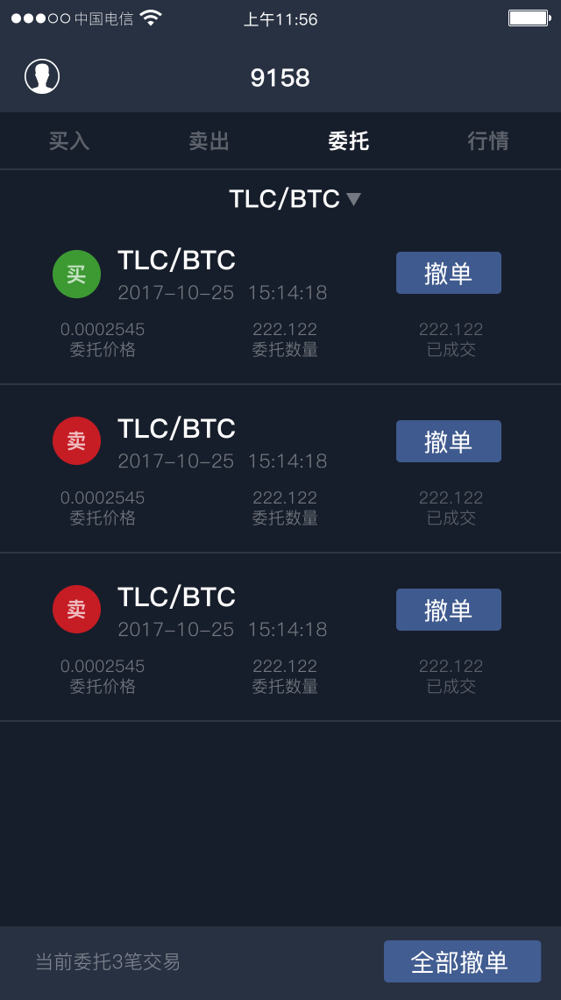 中国电信 上午11:56
9158
买入 卖出 委托 行情
TLC/BTC
买 TLC/BTC 撤单
2017-10-25 15:14:18
0.0002545 222.122 222.122
委托价格 委托数量 已成交
卖 TLC/BTC 撤单
2017-10-25 15:14:18
0.0002545 222.122 222.122
委托价格 委托数量 已成交
卖 TLC/BTC 撤单
2017-10-25 15:14:18
0.0002545 222.122 222.122
委托价格 委托数量 已成交
当前委托3笔交易 全部撤单